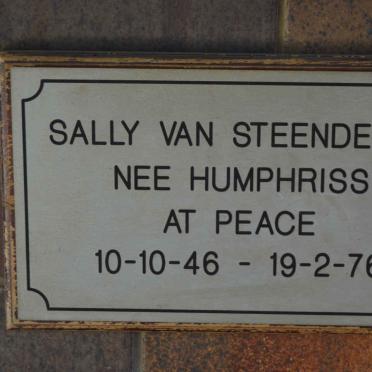 SALLY VAN STEENDE
NEE HUMPHRISS
AT PEACE
10-10-46 - 19-2-76